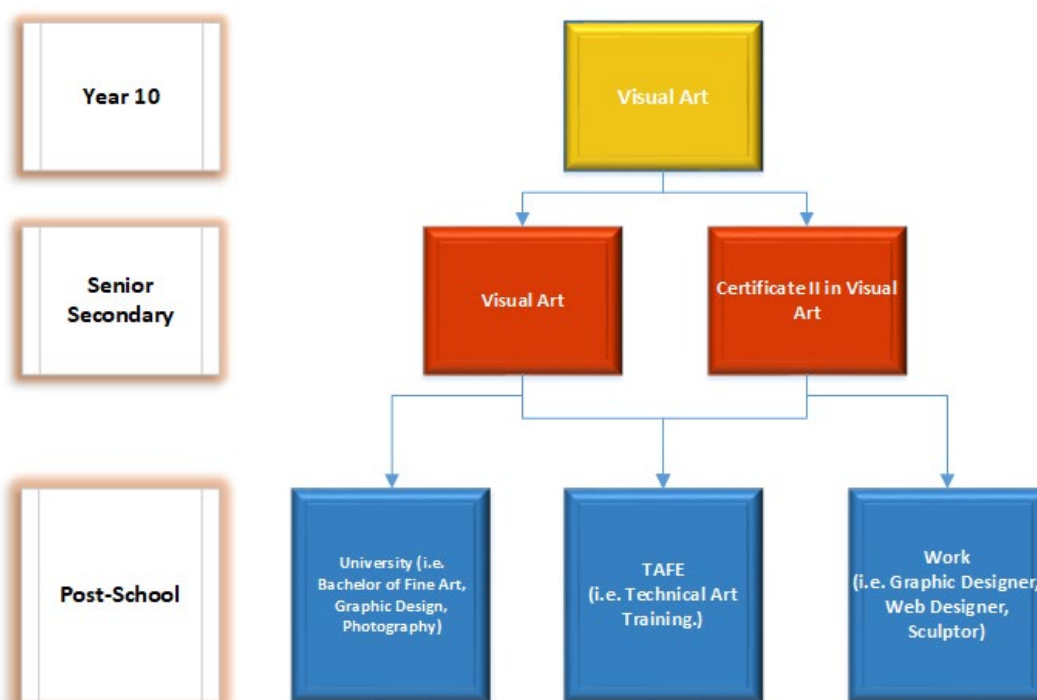 Year 10
Visual Art
Senior
Secondary
Visual Art
Certificate II in Visual
Art
Post-School
University (i.e.
Bachelor of Fine Art,
Graphic Design,
Photography)
TAFE
(i.e. Technical Art
Training.)
Work
(i.e. Graphic Designer,
Web Designer,
Sculptor)